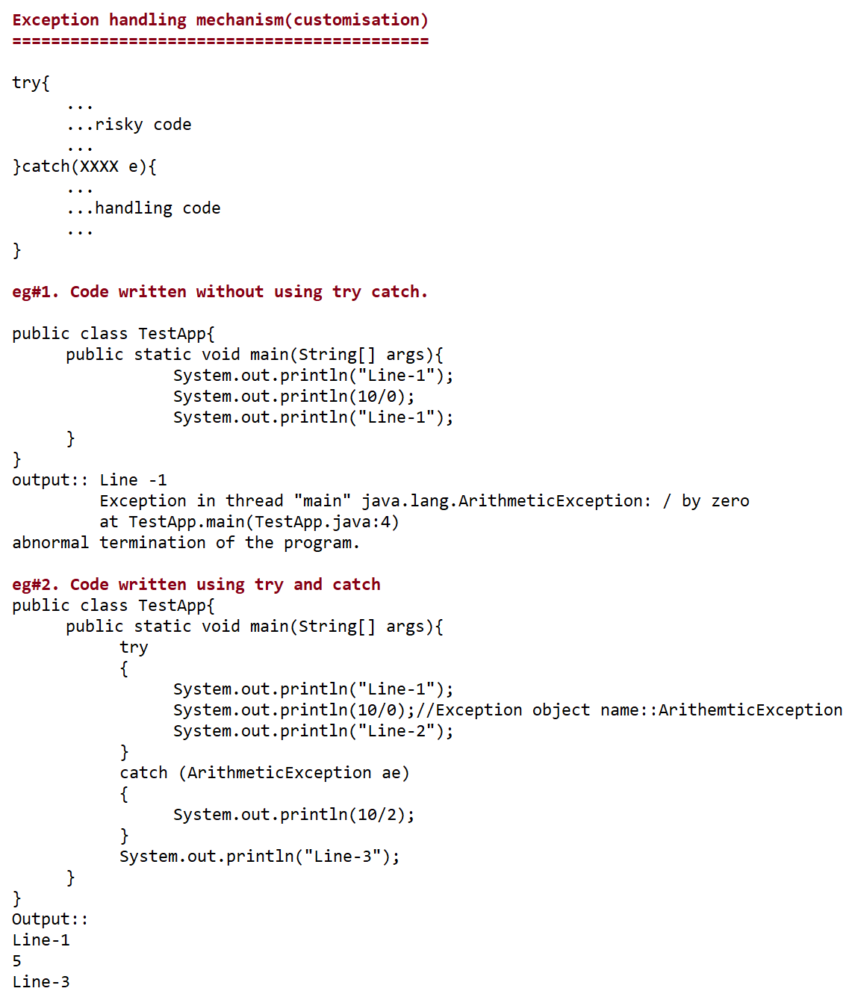 Exception handling mechanism(customisation)
===========================================
try{
...
...risky code
...
}catch(XXXX e){
...
...handling code
...
}
eg#1. Code written without using try catch.
public class TestApp{
public static void main(String[] args){
System.out.println("Line-1");
System.out.println(10/0);
System.out.println("Line-1");
}
}
output:: Line -1
Exception in thread "main" java.lang.ArithmeticException: / by zero
at TestApp.main(TestApp.java:4)
abnormal termination of the program.
eg#2. Code written using try and catch
public class TestApp{
public static void main(String[] args){
try
{
System.out.println("Line-1");
System.out.println(10/0);//Exception object name::ArithemticException
System.out.println("Line-2");
}
catch (ArithmeticException ae)
{
System.out.println(10/2);
}
System.out.println("Line-3");
}
}
Output::
Line-1
5
Line-3